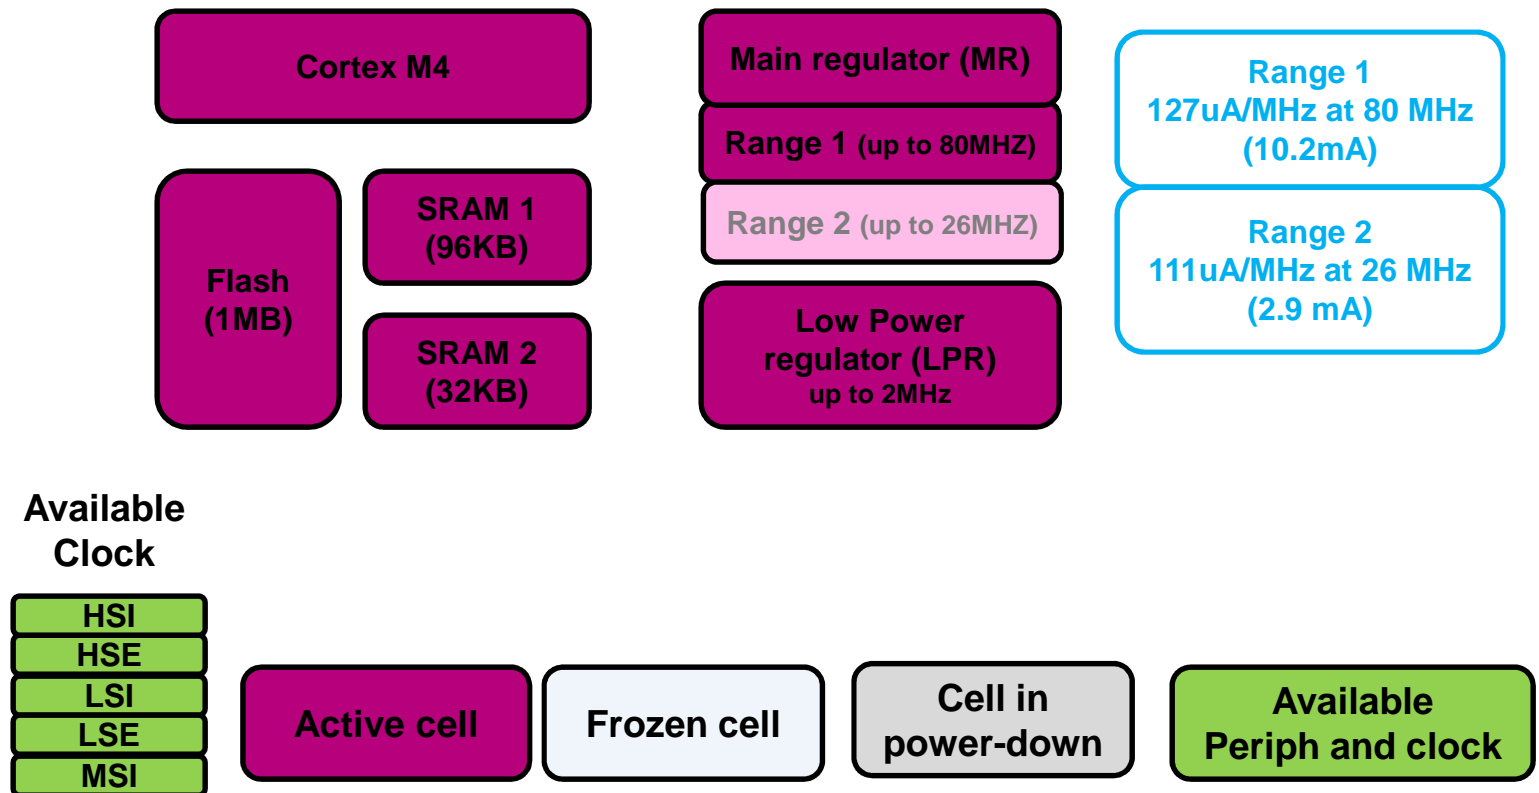 Cortex M4
Flash
(1MB)
SRAM 1
(96KB)
SRAM 2
(32KB)
Main regulator (MR)
Range 1 (up to 80MHZ)
Range 2 (up to 26MHZ)
Low Power
regulator (LPR)
up to 2MHz
Range 1
127uA/MHz at 80 MHz
(10.2mA)
Range 2
111uA/MHz at 26 MHz
(2.9 mA)
Available
Clock
HSI
HSE
LSI
LSE
MSI
Active cell
Frozen cell
Cell in
power-down
Available
Periph and clock